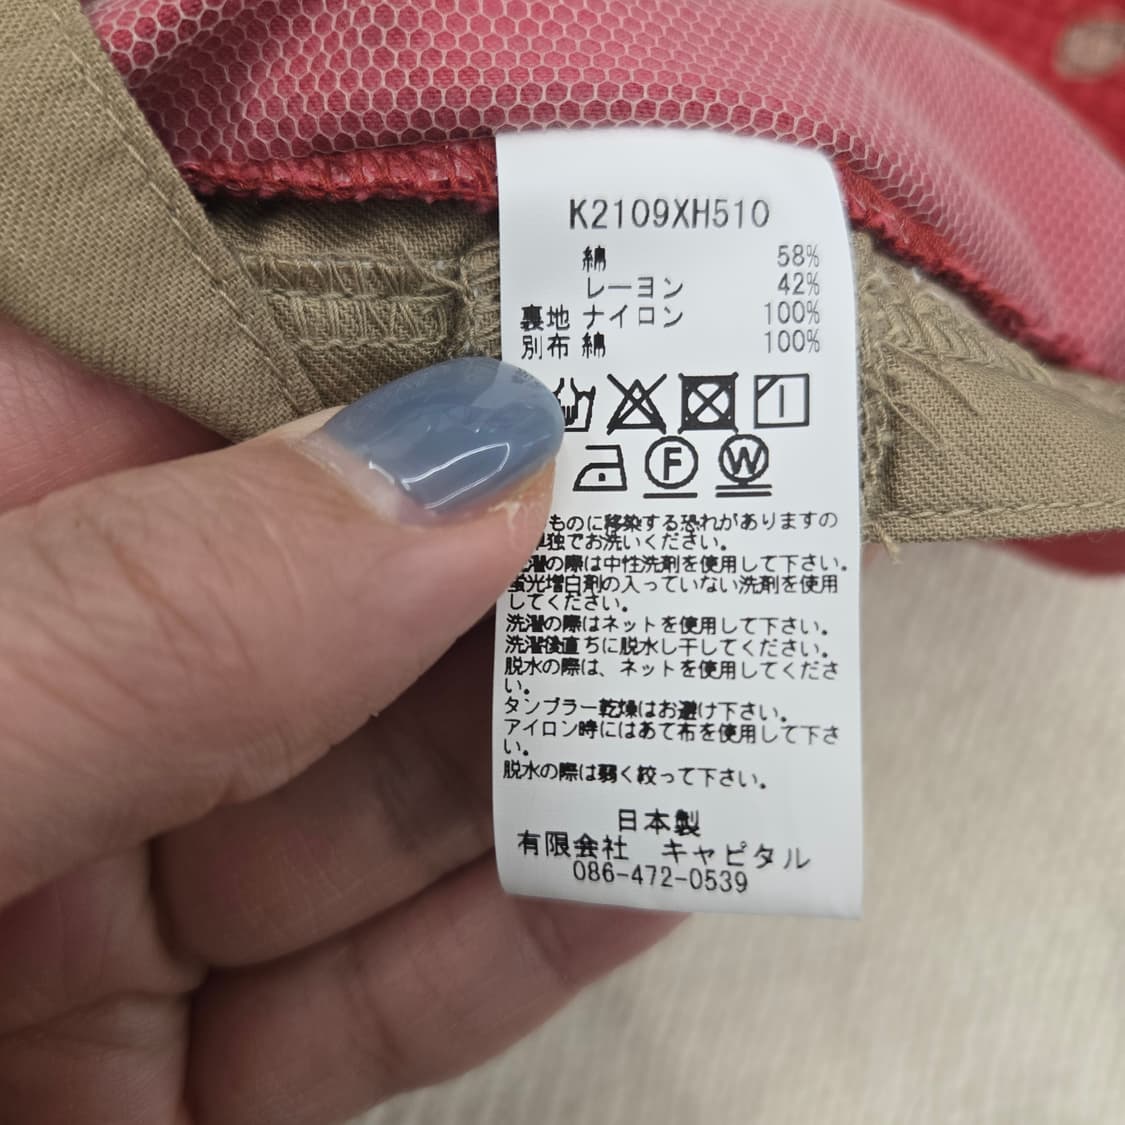 K2109XH510
綿 58%
レーヨン 42%
裏地 ナイロン 100%
別布 綿 100%
F W
ものに移染する恐れがありますの
独でお洗いください。
濯の際は中性洗剤を使用して下さい。
蛍光増白剤の入っていない洗剤を使用
してください。
洗濯の際はネットを使用して下さい。
洗濯後直ちに脱水し干してください。
脱水の際は、ネットを使用してくださ
い。
タンブラー乾燥はお避け下さい。
アイロン時にはあて布を使用して下さ
い。
脱水の際は弱く絞って下さい。
日本製
有限会社 キャピタル
086-472-0539